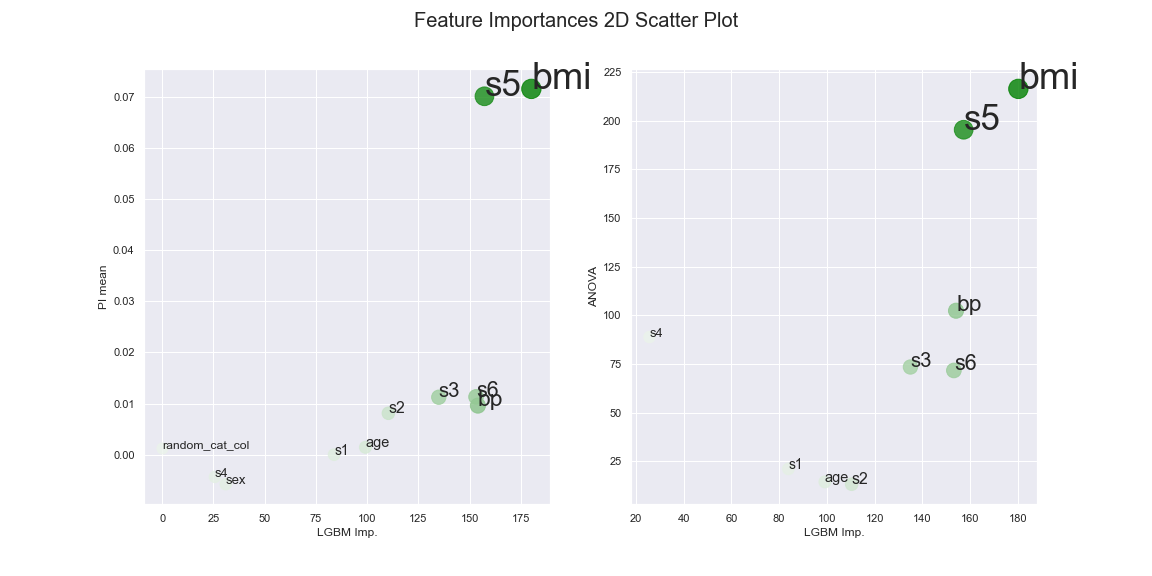 Feature Importances 2D Scatter Plot
PI mean
0.07
0.06
0.05
0.04
0.03
0.02
0.01
0.00
s5
bmi
s3
s6
bp
s2
age
s1
random_cat_col
s4
sex
0 25 50 75 100 125 150 175
LGBM Imp.
ANOVA
225
200
175
150
125
100
75
50
25
bmi
s5
bp
s4
s3
s6
s1
age
s2
20 40 60 80 100 120 140 160 180
LGBM Imp.